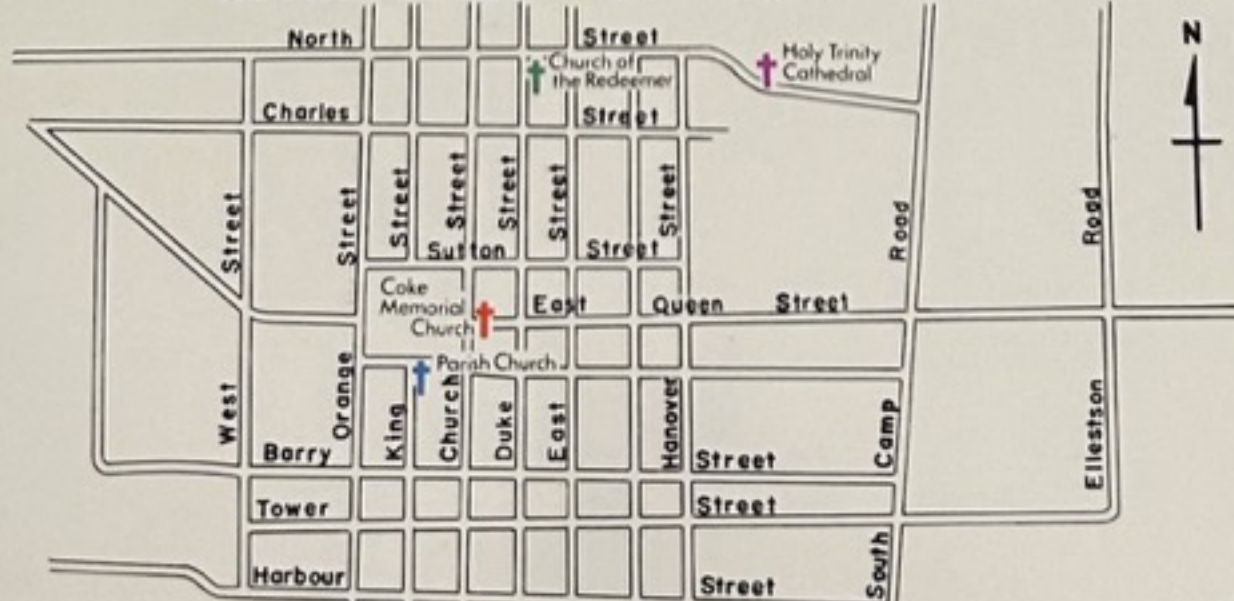 North Street
Church of
the Redeemer
Holy Trinity
Cathedral
N
Charles Street
Street
Street
Street
Street
Street
Street
Street
Road
Road
Sutton Street
Coke
Memorial
Church
East Queen Street
Parish Church
West
Orange
King
Church
Duke
East
Hanover
Camp
Ellestson
Barry Street
Tower Street
South
Harbour Street